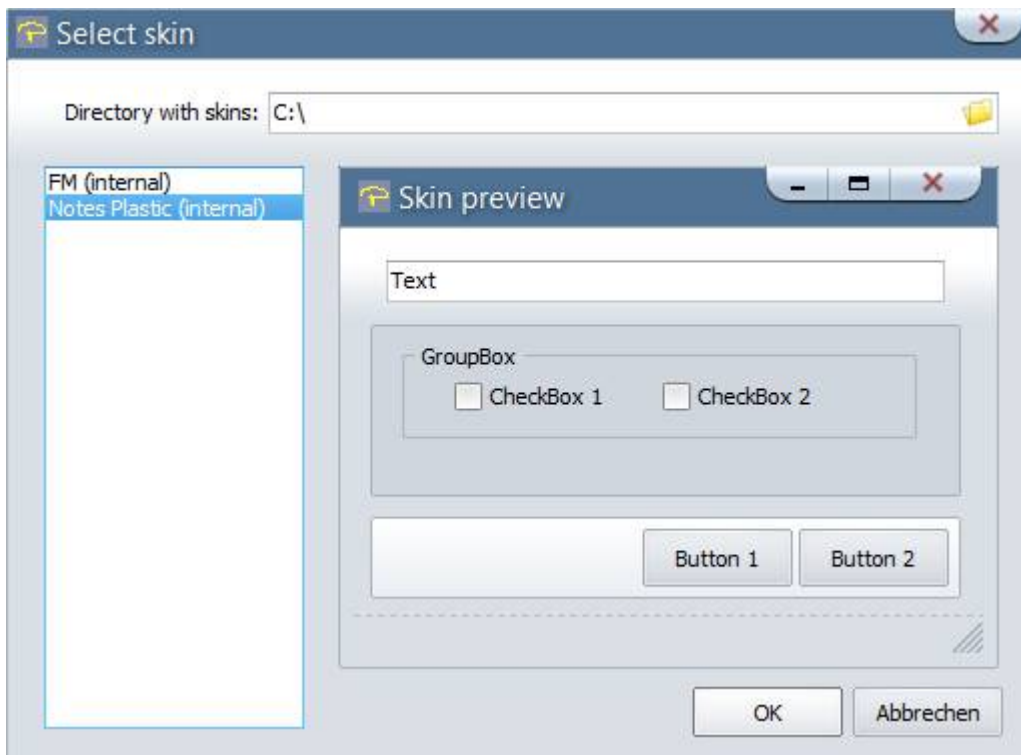 Select skin
Directory with skins: C:\
FM (internal)
Notes Plastic (internal)
Skin preview
Text
GroupBox
CheckBox 1 CheckBox 2
Button 1 Button 2
OK Abbrechen